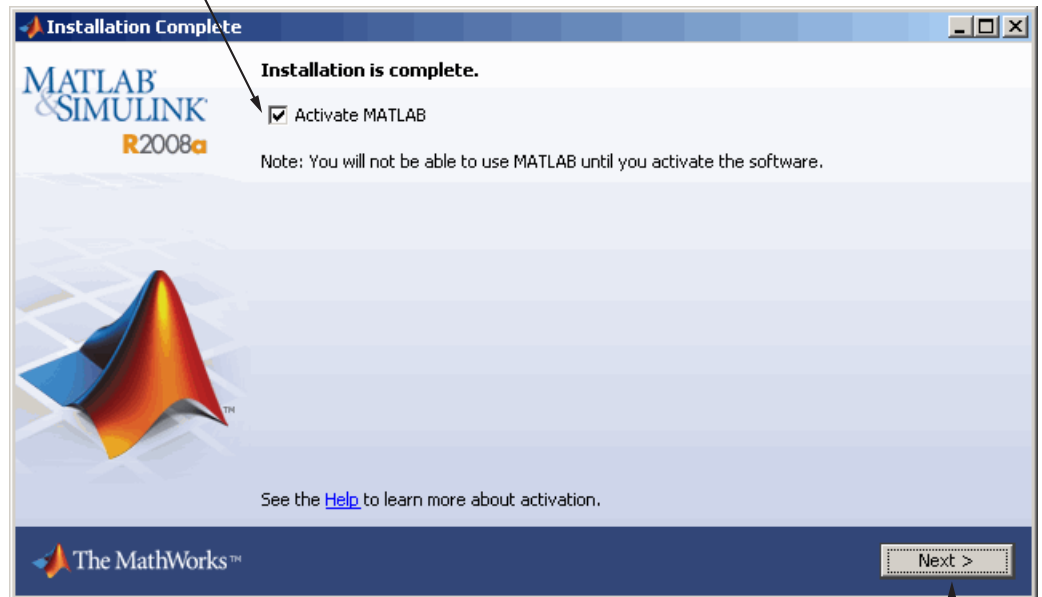 Installation Complete
MATLAB®
&SIMULINK®
R2008a
Installation is complete.
Activate MATLAB
Note: You will not be able to use MATLAB until you activate the software.
TM
See the Help to learn more about activation.
The MathWorks™
Next >